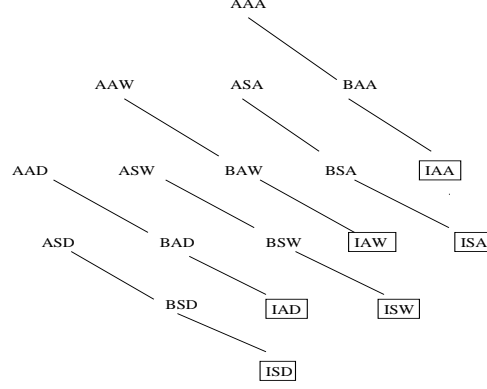 AAA
AAW ASA BAA
AAD ASW BAW BSA IAA
ASD BAD BSW IAW ISA
BSD IAD ISW
ISD